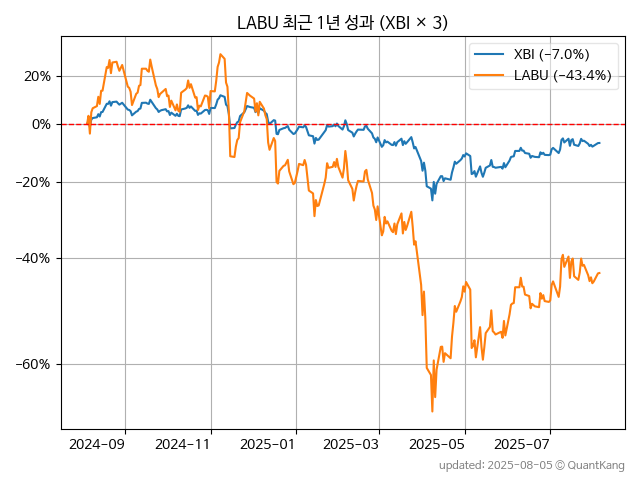 LABU 최근 1년 성과 (XBI × 3)
XBI (−7.0%)
LABU (−43.4%)
20%
0%
−20%
−40%
−60%
2024-09 2024-11 2025-01 2025-03 2025-05 2025-07
updated: 2025-08-05 © QuantKang